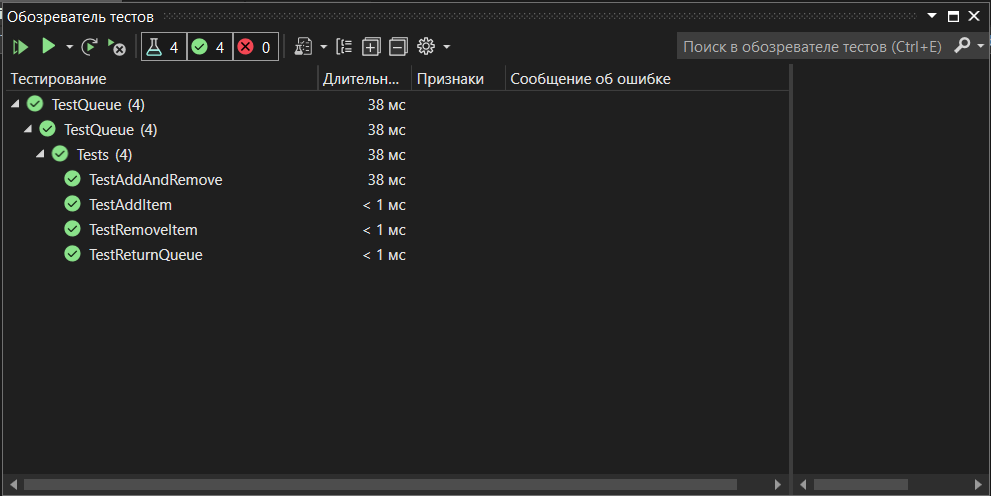 Обозреватель тестов
4 4 0
Поиск в обозревателе тестов (Ctrl+E)
Тестирование Длительн... Признаки Сообщение об ошибке
TestQueue (4) 38 мс
TestQueue (4) 38 мс
Tests (4) 38 мс
TestAddAndRemove 38 мс
TestAddItem < 1 мс
TestRemoveItem < 1 мс
TestReturnQueue < 1 мс